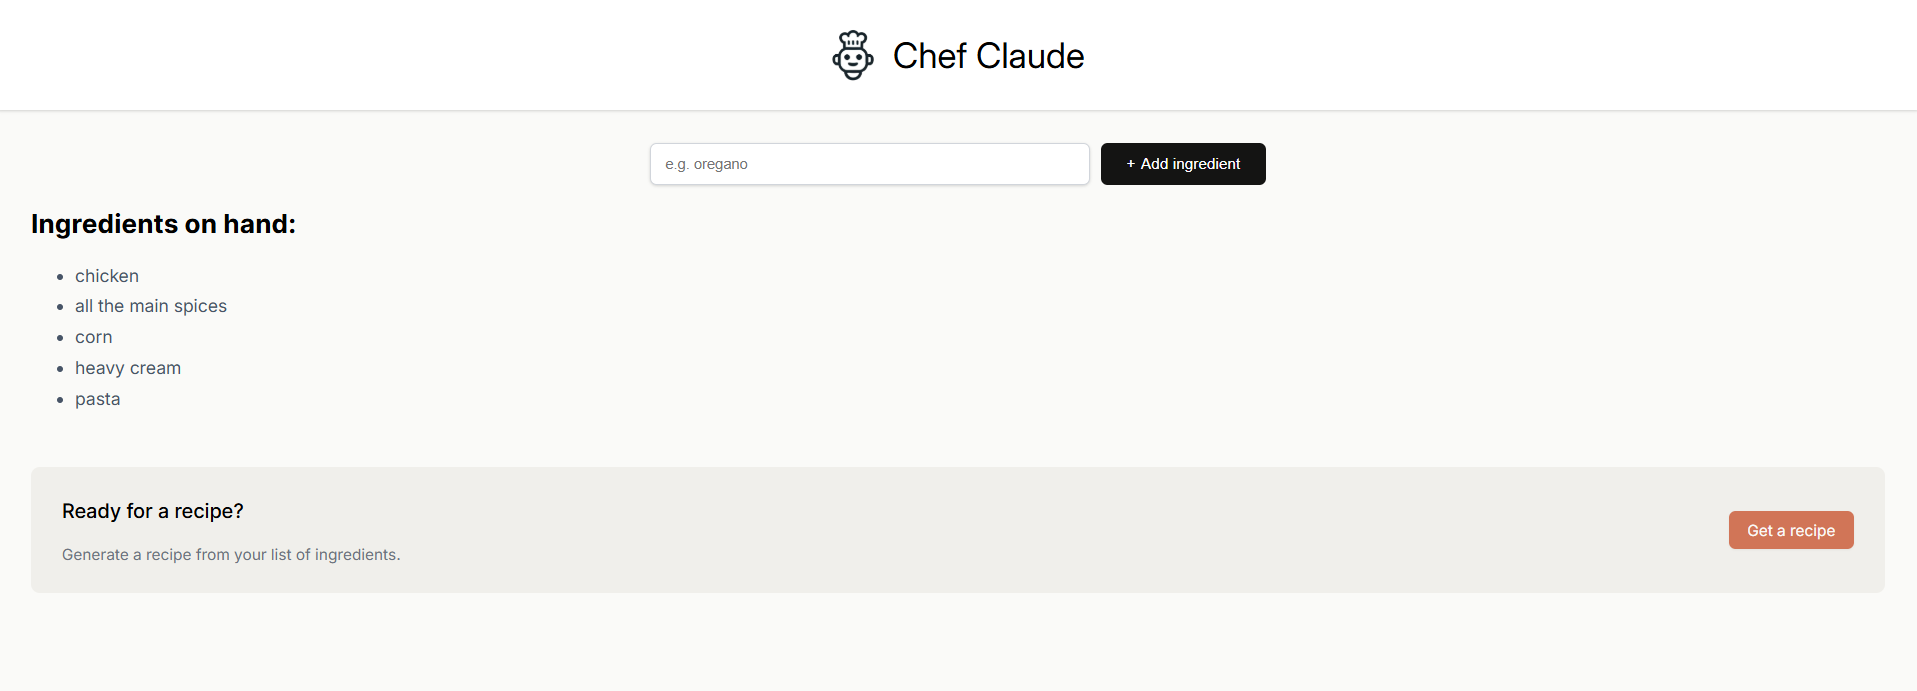 Chef Claude
e.g. oregano
+ Add ingredient
Ingredients on hand:
• chicken
• all the main spices
• corn
• heavy cream
• pasta
Ready for a recipe?
Generate a recipe from your list of ingredients.
Get a recipe